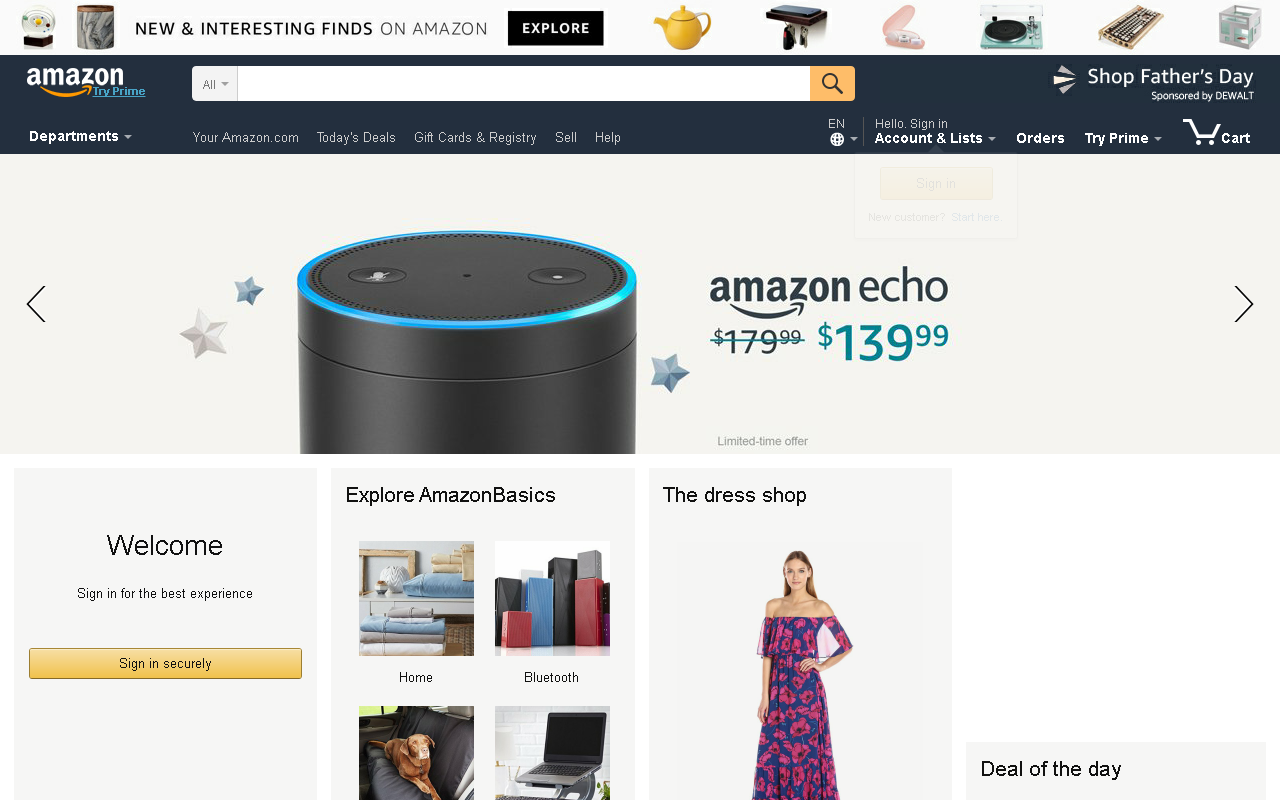 NEW & INTERESTING FINDS ON AMAZON EXPLORE
amazon
Try Prime
All
Shop Father's Day
Sponsored by DEWALT
Departments
Your Amazon.com Today's Deals Gift Cards & Registry Sell Help
EN
Hello. Sign in
Account & Lists
Orders
Try Prime
Cart
Sign in
New customer? Start here
amazon echo
$179.99 $139.99
Limited-time offer
Welcome
Sign in for the best experience
Sign in securely
Explore AmazonBasics
Home
Bluetooth
The dress shop
Deal of the day